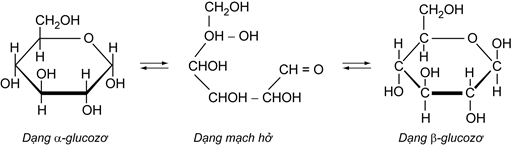 CH₂OH
H
O
H
H
OH
H
OH
H
OH
OH
H
OH
Dạng α-glucozơ
CH₂OH
OH – OH
CHOH
CH = O
CHOH – CHOH
Dạng mạch hở
CH₂OH
H
C
O
OH
H
C
C
OH
H
HO
H
C
C
H
OH
Dạng β-glucozơ